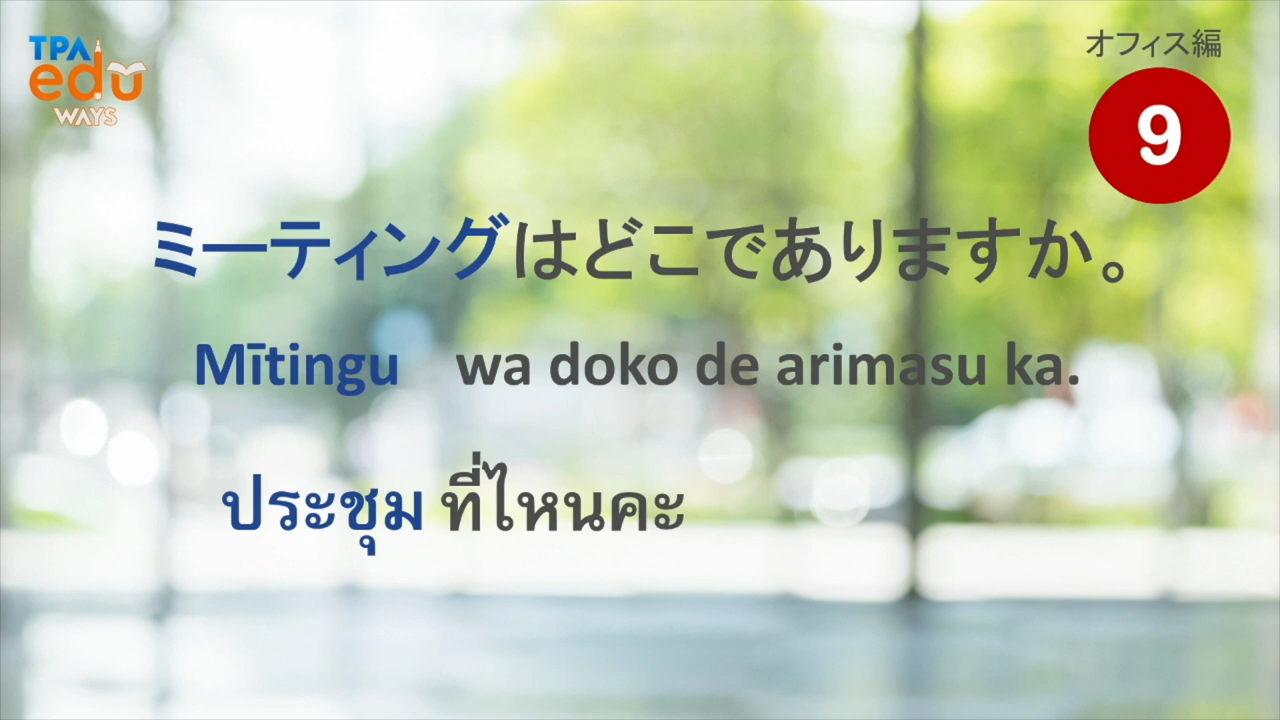 TPA
edu
WAYS
オフィス編
9
ミーティングはどこでありますか。
Mītingu wa doko de arimasu ka.
ประชุม ที่ไหนคะ